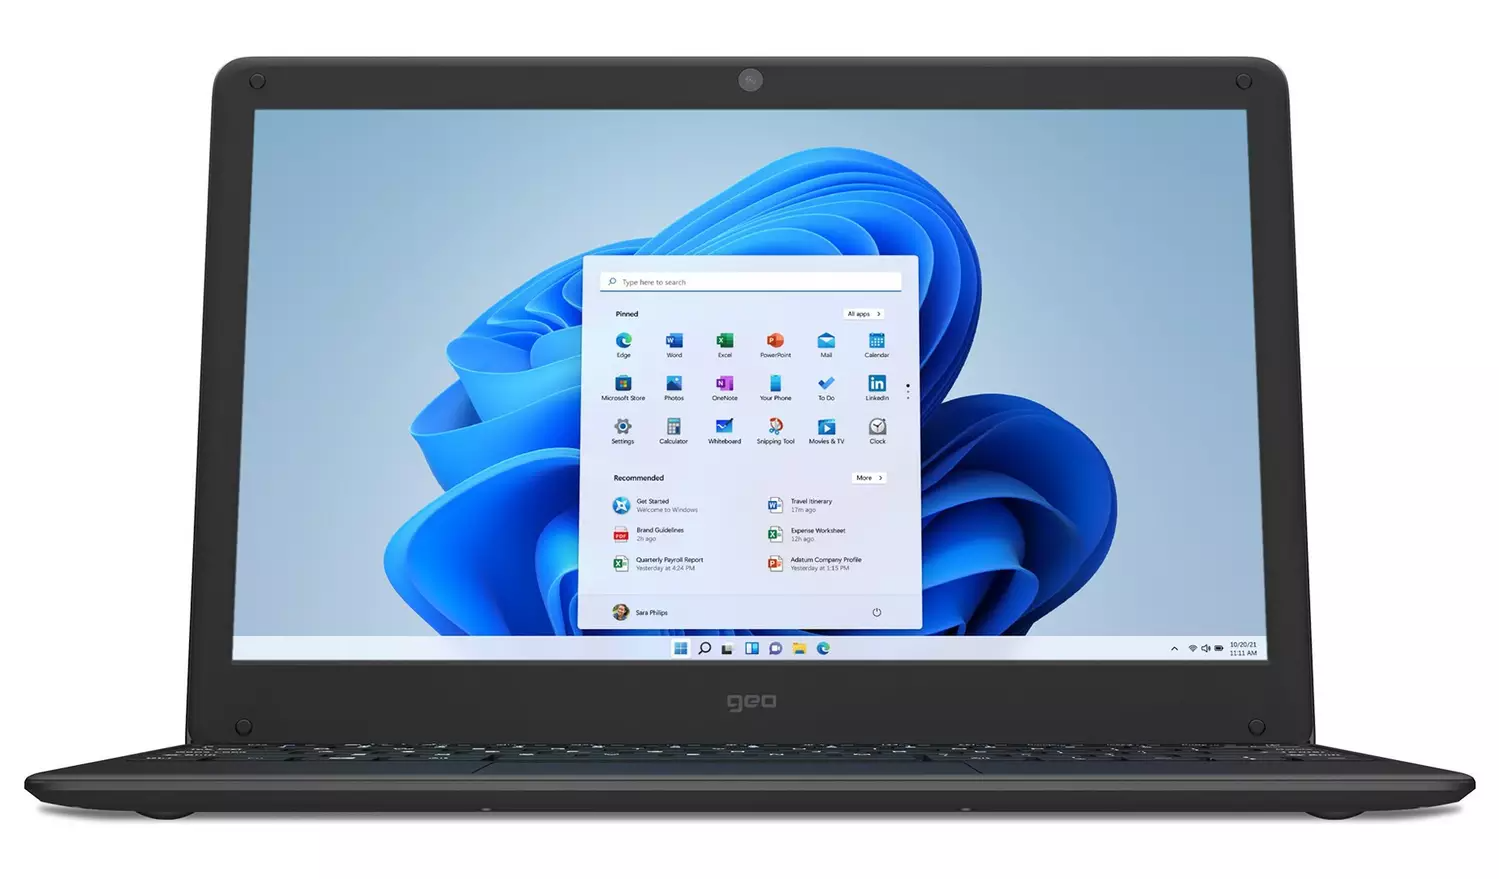 Type here to search
Pinned
All apps
Edge
Word
Excel
PowerPoint
Mail
Calendar
Microsoft Store
Photos
OneNote
Your Phone
To Do
LinkedIn
Settings
Calculator
Whiteboard
Snipping Tool
Movies & TV
Clock
Recommended
More
Get Started
Welcome to Windows
Travel Itinerary
17m ago
Brand Guidelines
2h ago
Expense Worksheet
12h ago
Quarterly Payroll Report
Yesterday at 4:24 PM
Adatum Company Profile
Yesterday at 1:15 PM
Sara Philips
10/20/21
11:11 AM
geo